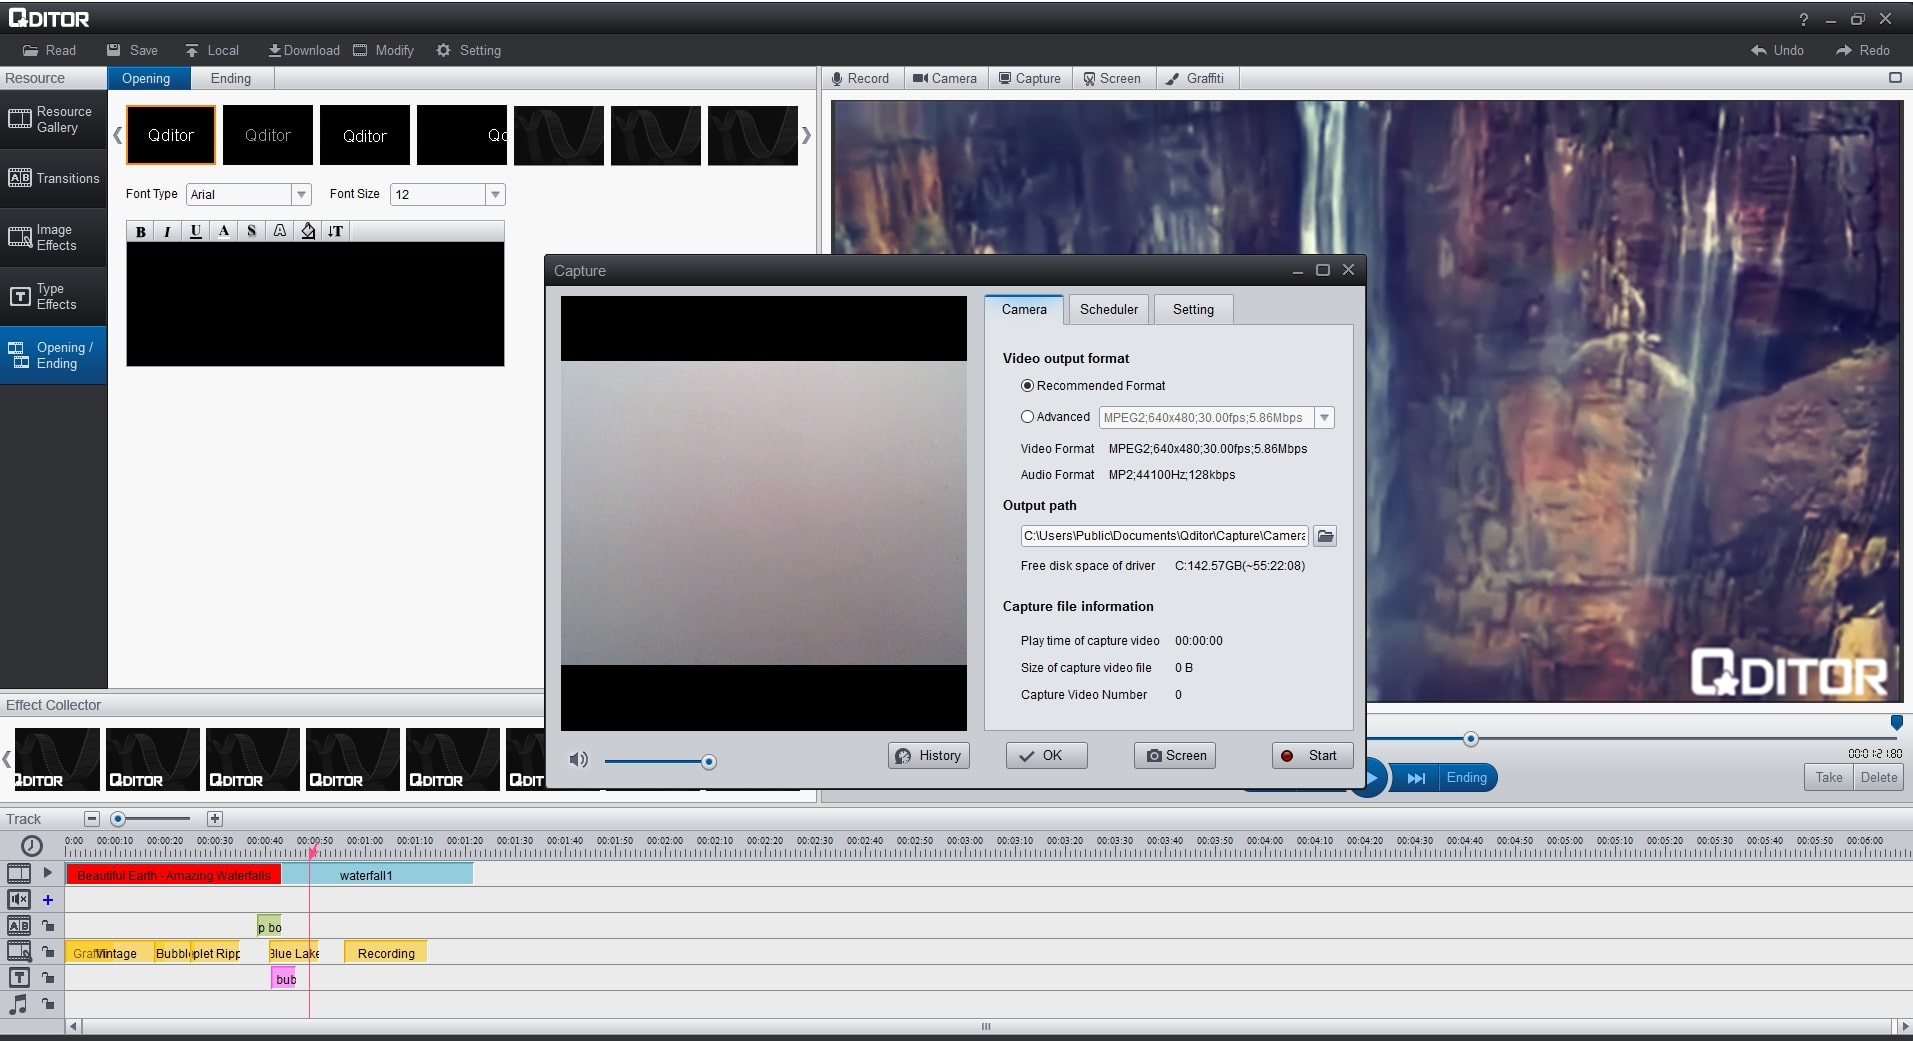 QDITOR
Read Save Local Download Modify Setting
Undo Redo
Resource
Opening Ending
Record Camera Capture Screen Graffiti
Resource
Gallery
Transitions
Image
Effects
Type
Effects
Opening /
Ending
Qditor Qditor Qditor Qd
Font Type Arial Font Size 12
B I U A S A T
Capture
Camera Scheduler Setting
Video output format
Recommended Format
Advanced MPEG2;640x480;30.00fps;5.86Mbps
Video Format MPEG2;640x480;30.00fps;5.86Mbps
Audio Format MP2;44100Hz;128kbps
Output path
C:\Users\Public\Documents\Qditor\Capture\Camera
Free disk space of driver C:142.57GB(~55:22:08)
Capture file information
Play time of capture video 00:00:00
Size of capture video file 0 B
Capture Video Number 0
History OK Screen Start
QDITOR
Effect Collector
QDITOR QDITOR QDITOR QDITOR QDITOR QDIT
00:01:21.80
Ending
Take Delete
Track
0:00 00:00:10 00:00:20 00:00:30 00:00:40 00:00:50 00:01:00 00:01:10 00:01:20 00:01:30 00:01:40 00:01:50 00:02:00 00:02:10 00:02:20 00:02:30 00:02:40 00:02:50 00:03:00 00:03:10 00:03:20 00:03:30 00:03:40 00:03:50 00:04:00 00:04:10 00:04:20 00:04:30 00:04:40 00:04:50 00:05:00 00:05:10 00:05:20 00:05:30 00:05:40 00:05:50 00:06:00
Beautiful Earth - Amazing Waterfalls waterfall1
AB p bo
Vintage Bubble plet Ripp Blue Lake Recording
T bub